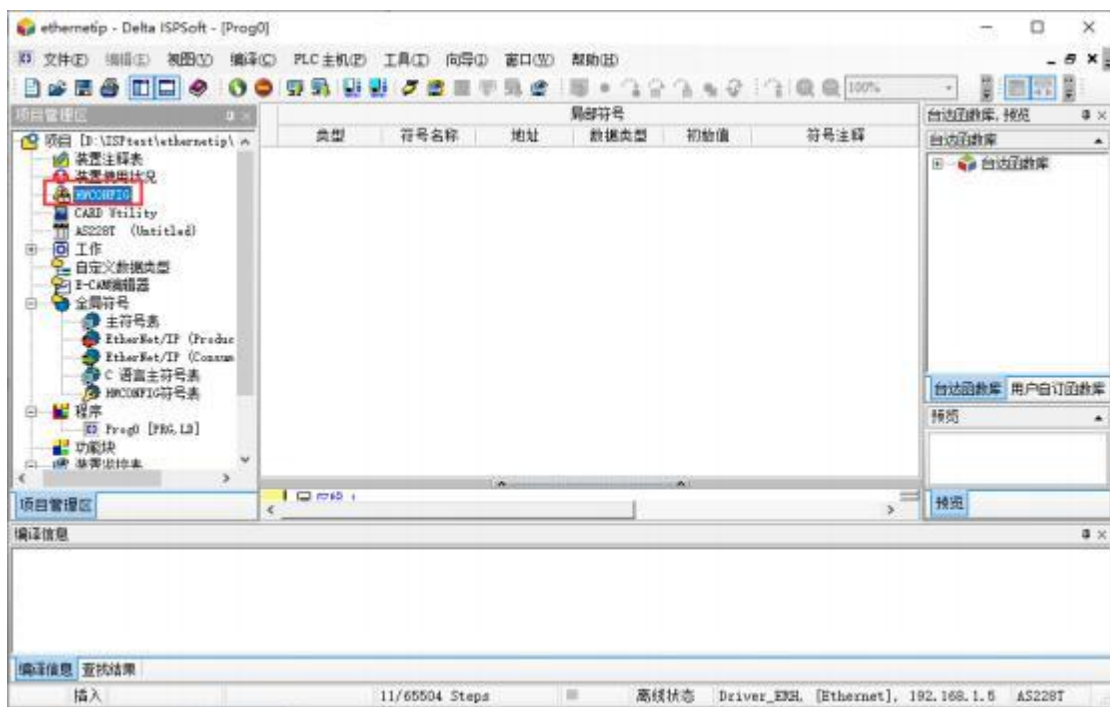 ethernetip - Delta ISPSoft - [Prog0]
文件(F) 编辑(E) 视图(V) 编译(C) PLC 主机(P) 工具(T) 向导(I) 窗口(W) 帮助(H)
100%
项目管理区
项目 [D:\ISPtest\ethernetip\
装置注释表
装置使用状况
HWCONFIG
CARD Utility
AS228T (Untitled)
工作
自定义数据类型
E-CAM编辑器
全局符号
主符号表
EtherNet/IP (Produc
EtherNet/IP (Consum
C 语言主符号表
HWCONFIG符号表
程序
Prog0 [PRG,LD]
功能块
装置监控表
项目管理区
局部符号
类型 符号名称 地址 数据类型 初始值 符号注释
台达函数库, 预览
台达函数库
台达函数库
台达函数库 用户自订函数库
预览
预览
编译信息
编译信息 查找结果
插入 11/65504 Steps 离线状态 Driver_EXH, [Ethernet], 192.168.1.5 AS228T